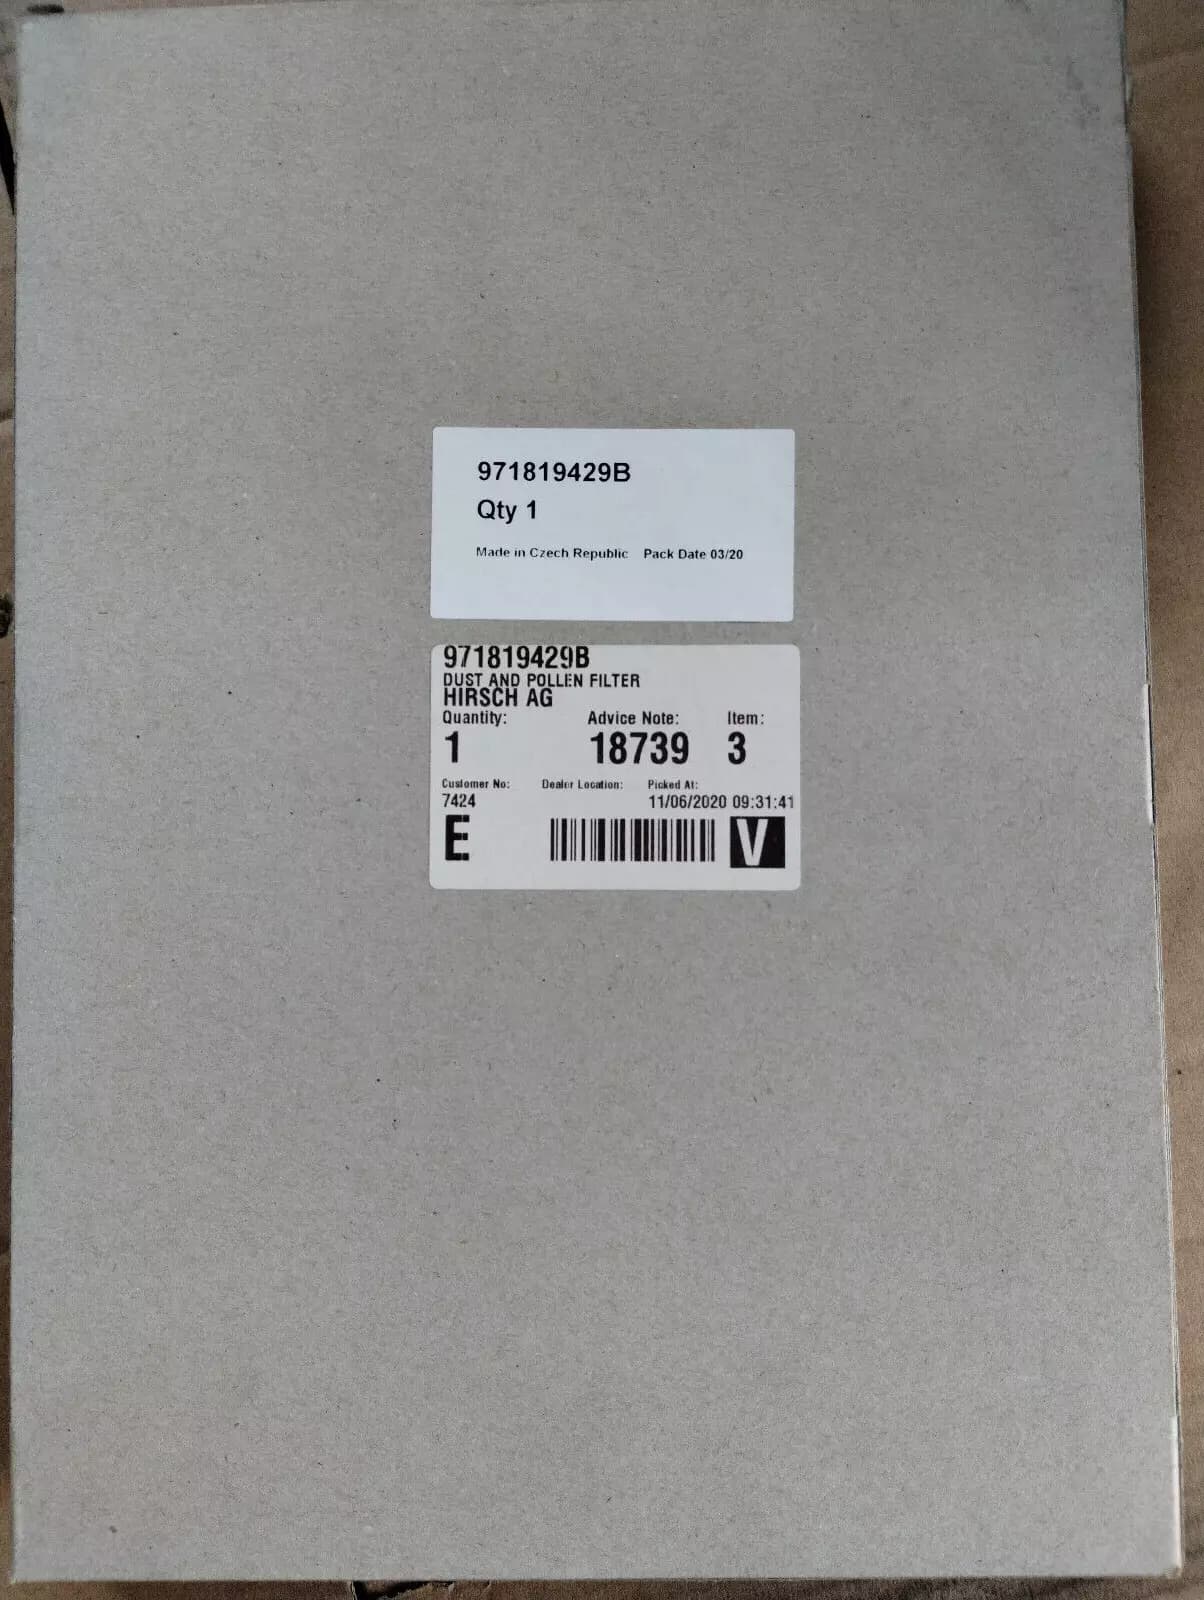 971819429B
Qty 1
Made in Czech Republic Pack Date 03/20
971819429B
DUST AND POLLEN FILTER
HIRSCH AG
Quantity: Advice Note: Item:
1 18739 3
Customer No: Dealer Location: Picked At:
7424 11/06/2020 09:31:41
E V